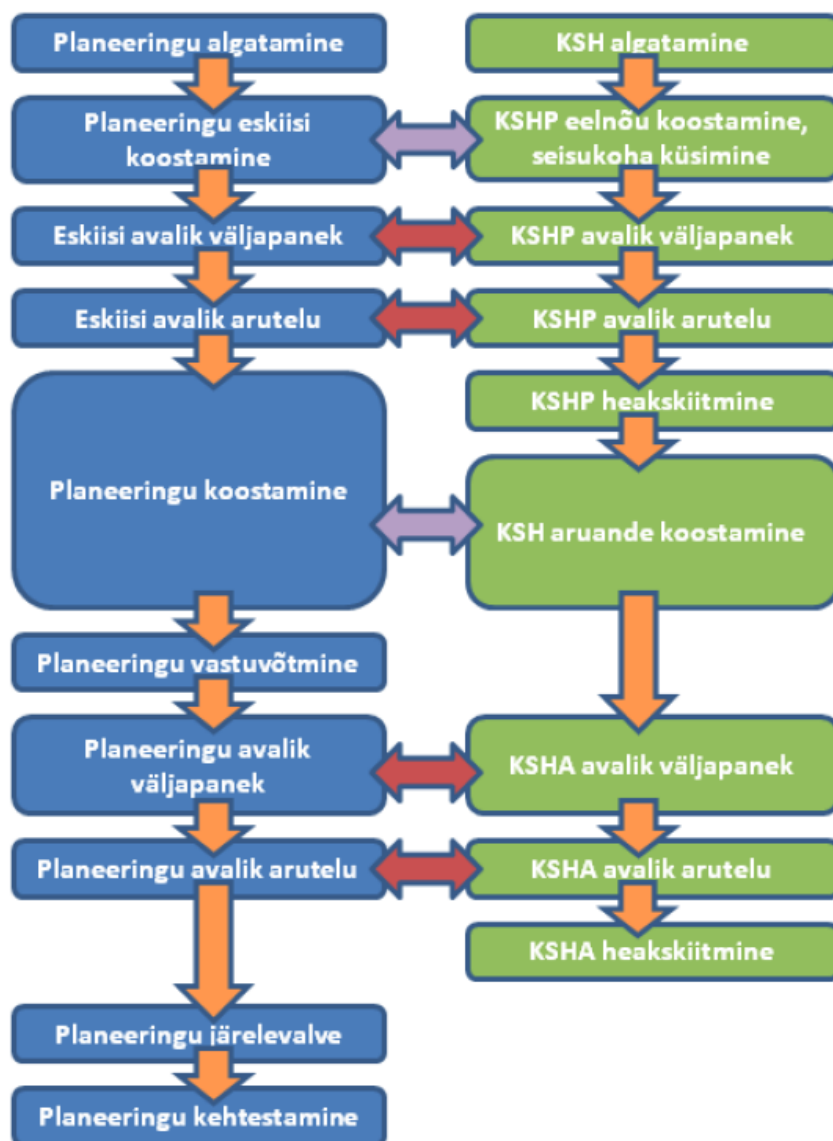 Planeeringu algatamine
KSH algatamine
Planeeringu eskiisi
koostamine
KSHP eelnõu koostamine,
seisukoha küsimine
Eskiisi avalik väljapanek
KSHP avalik väljapanek
Eskiisi avalik arutelu
KSHP avalik arutelu
KSHP heakskiitmine
Planeeringu koostamine
KSH aruande koostamine
Planeeringu vastuvõtmine
Planeeringu avalik
väljapanek
KSHA avalik väljapanek
Planeeringu avalik arutelu
KSHA avalik arutelu
KSHA heakskiitmine
Planeeringu järelevalve
Planeeringu kehtestamine